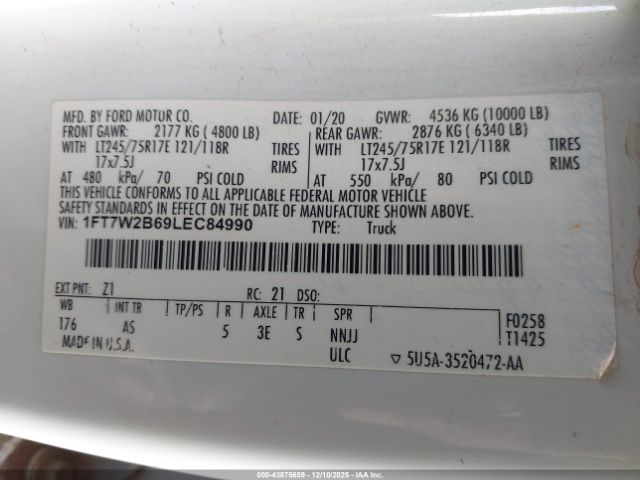 MFD. BY FORD MOTOR CO. DATE: 01/20 GVWR: 4536 KG (10000 LB)
FRONT GAWR: 2177 KG ( 4800 LB) REAR GAWR: 2876 KG ( 6340 LB)
WITH LT245/75R17E 121/118R TIRES WITH LT245/75R17E 121/118R TIRES
17x7.5J RIMS 17x7.5J RIMS
AT 480 kPa/ 70 PSI COLD AT 550 kPa/ 80 PSI COLD
THIS VEHICLE CONFORMS TO ALL APPLICABLE FEDERAL MOTOR VEHICLE
SAFETY STANDARDS IN EFFECT ON THE DATE OF MANUFACTURE SHOWN ABOVE.
VIN: 1FT7W2B69LEC84990 TYPE: Truck
EXT PNT: Z1 RC: 21 DSO:
WB INT TR TP/PS R AXLE TR SPR F0258
176 AS 5 3E S NNJJ T1425
MADE IN U.S.A. ULC 5U5A-3520472-AA
000-43875659 - 12/10/2025 - IAAI.ca